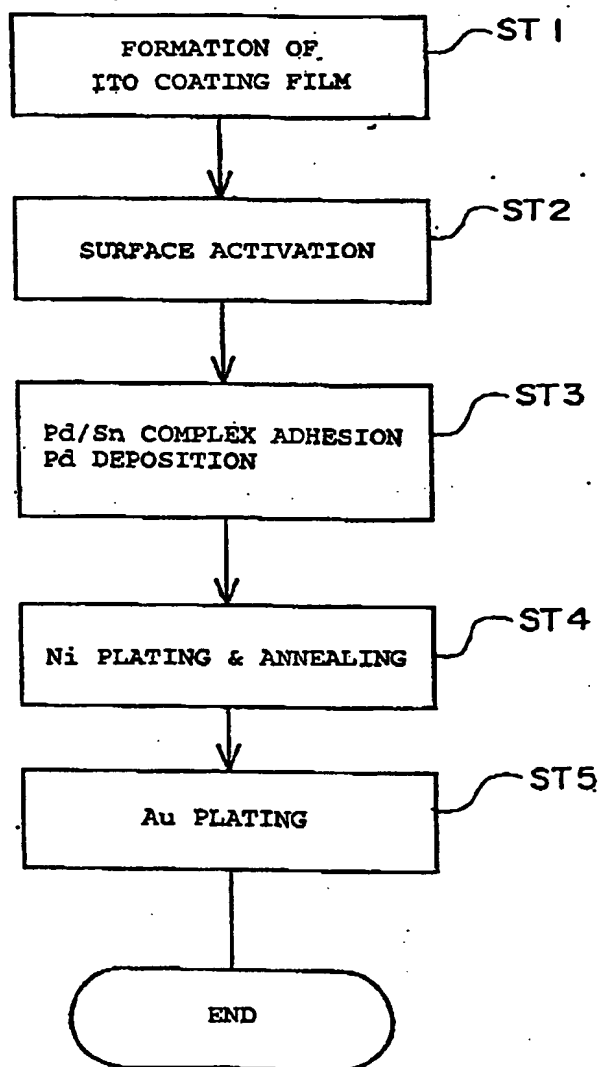 FORMATION OF
ITO COATING FILM
ST1
SURFACE ACTIVATION
ST2
Pd/Sn COMPLEX ADHESION
Pd DEPOSITION
ST3
Ni PLATING & ANNEALING
ST4
Au PLATING
ST5
END